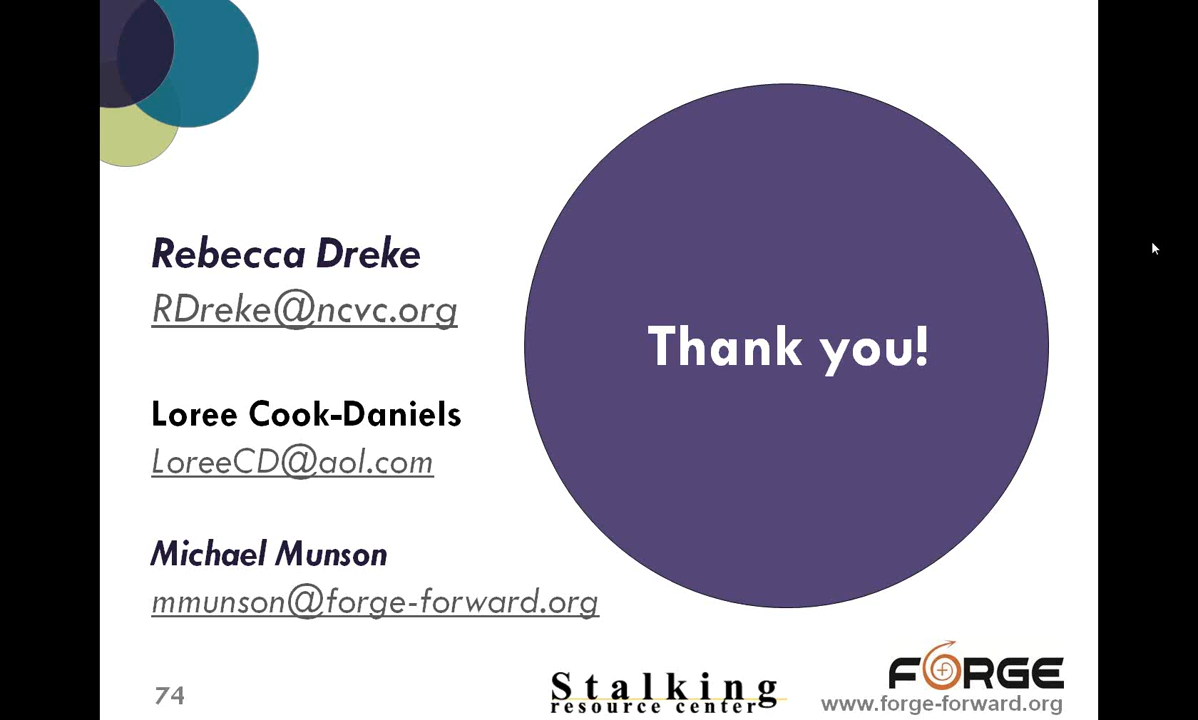 Rebecca Dreke
RDreke@ncvc.org
Thank you!
Loree Cook-Daniels
LoreeCD@aol.com
Michael Munson
mmunson@forge-forward.org
74
Stalking
resource center
FORGE
www.forge-forward.org